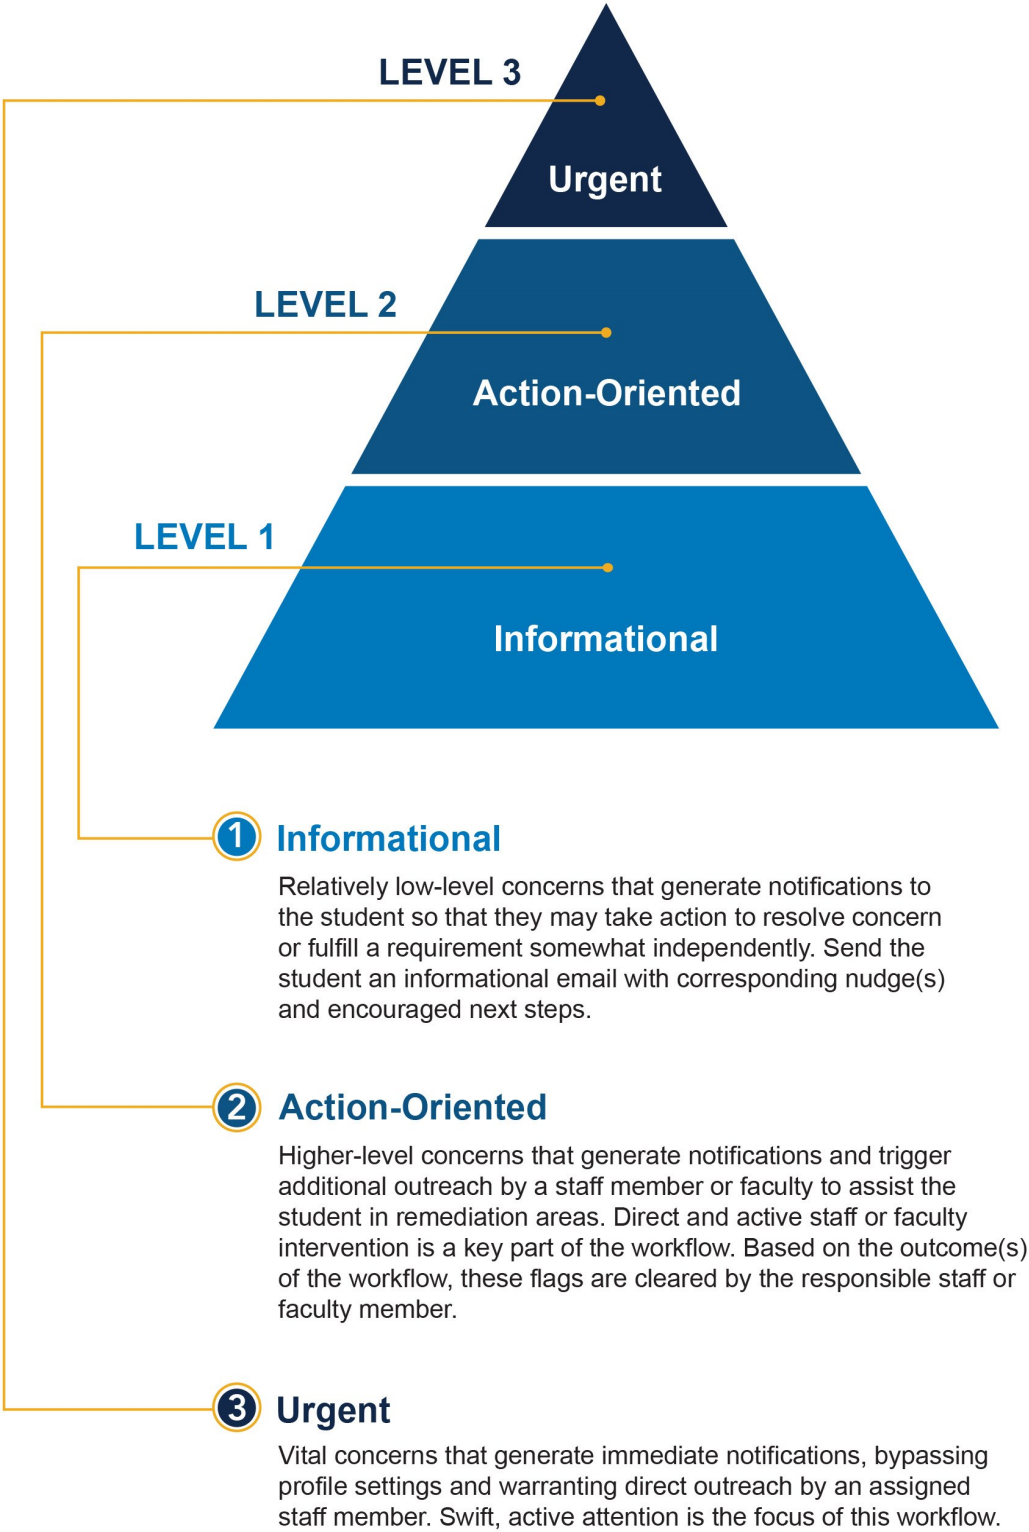 LEVEL 3
Urgent
LEVEL 2
Action-Oriented
LEVEL 1
Informational
1 Informational
Relatively low-level concerns that generate notifications to
the student so that they may take action to resolve concern
or fulfill a requirement somewhat independently. Send the
student an informational email with corresponding nudge(s)
and encouraged next steps.
2 Action-Oriented
Higher-level concerns that generate notifications and trigger
additional outreach by a staff member or faculty to assist the
student in remediation areas. Direct and active staff or faculty
intervention is a key part of the workflow. Based on the outcome(s)
of the workflow, these flags are cleared by the responsible staff or
faculty member.
3 Urgent
Vital concerns that generate immediate notifications, bypassing
profile settings and warranting direct outreach by an assigned
staff member. Swift, active attention is the focus of this workflow.